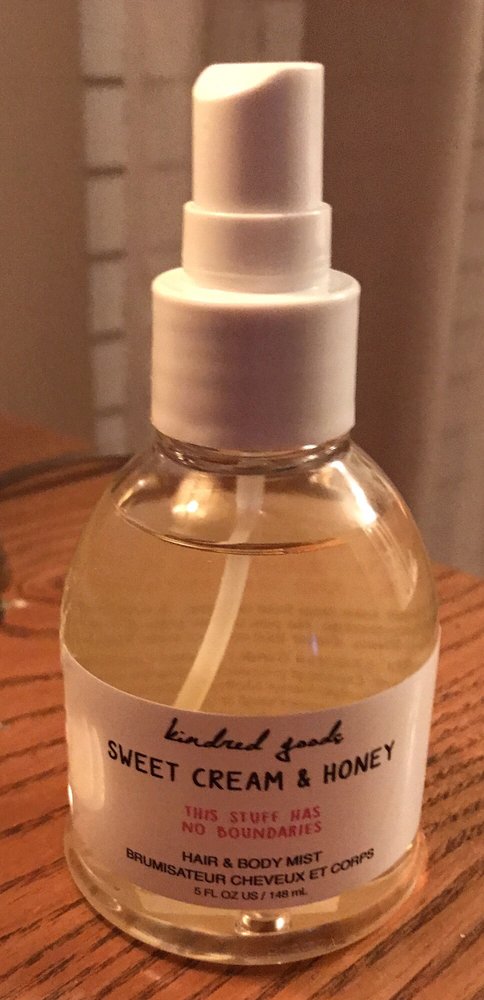 kindred goods
SWEET CREAM & HONEY
THIS STUFF HAS
NO BOUNDARIES
HAIR & BODY MIST
BRUMISATEUR CHEVEUX ET CORPS
5 FL OZ US / 148 mL